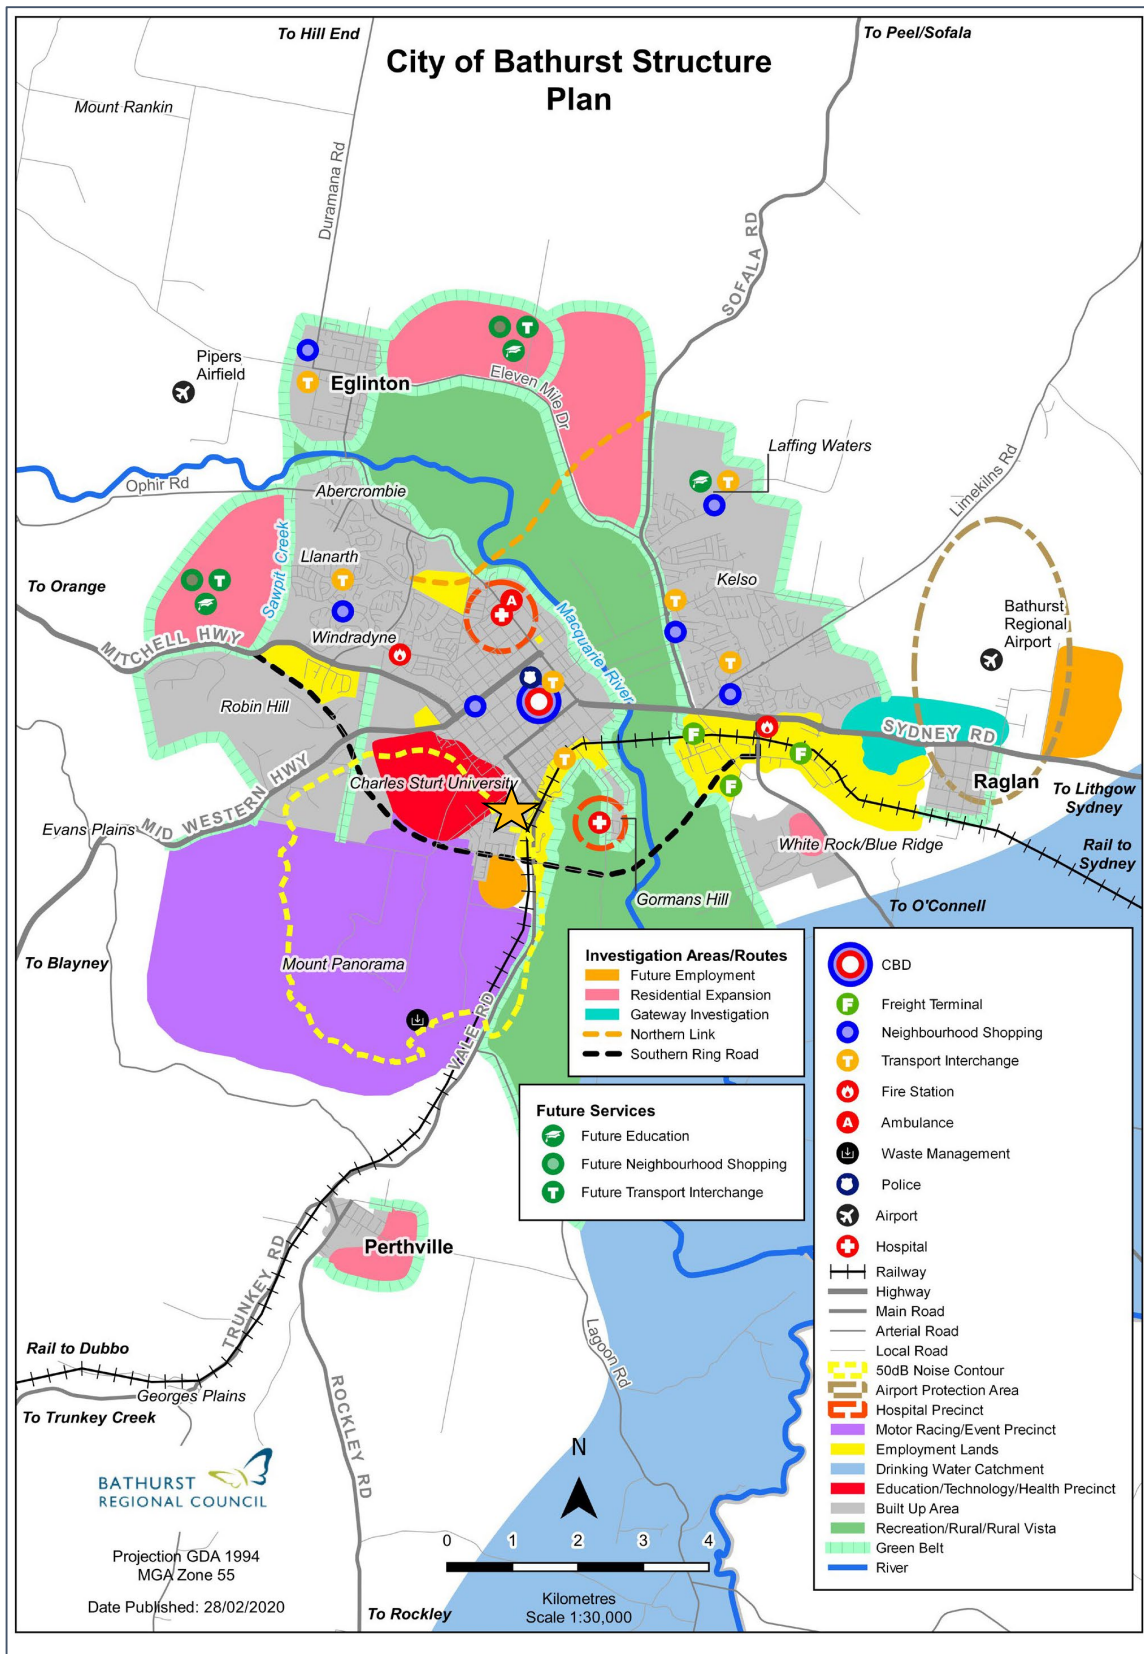 To Hill End
To Peel/Sofala
City of Bathurst Structure
Plan
Mount Rankin
Duramana Rd
SOFALA RD
Pipers
Airfield
Eglinton
Eleven Mile Dr
Laffing Waters
Limekilns Rd
Ophir Rd
Abercrombie
Sawpit Creek
Llanarth
To Orange
Kelso
A
Macquarie River
Bathurst
Regional
Airport
MITCHELL HWY
Windradyne
Robin Hill
SYDNEY RD
Charles Sturt University
Raglan
To Lithgow
Sydney
MID WESTERN HWY
Evans Plains
White Rock/Blue Ridge
Rail to
Sydney
Gormans Hill
To O'Connell
To Blayney
Mount Panorama
VALE RD
Investigation Areas/Routes
Future Employment
Residential Expansion
Gateway Investigation
Northern Link
Southern Ring Road
Future Services
Future Education
Future Neighbourhood Shopping
T Future Transport Interchange
CBD
F Freight Terminal
Neighbourhood Shopping
T Transport Interchange
Fire Station
A Ambulance
Waste Management
Police
Airport
Hospital
Railway
Highway
Main Road
Arterial Road
Local Road
50dB Noise Contour
Airport Protection Area
Hospital Precinct
Motor Racing/Event Precinct
Employment Lands
Drinking Water Catchment
Education/Technology/Health Precinct
Built Up Area
Recreation/Rural/Rural Vista
Green Belt
River
Perthville
TRUNKEY RD
Rail to Dubbo
Georges Plains
To Trunkey Creek
ROCKLEY RD
Lagoon Rd
BATHURST
REGIONAL COUNCIL
N
0 1 2 3 4
Kilometres
Scale 1:30,000
Projection GDA 1994
MGA Zone 55
Date Published: 28/02/2020
To Rockley